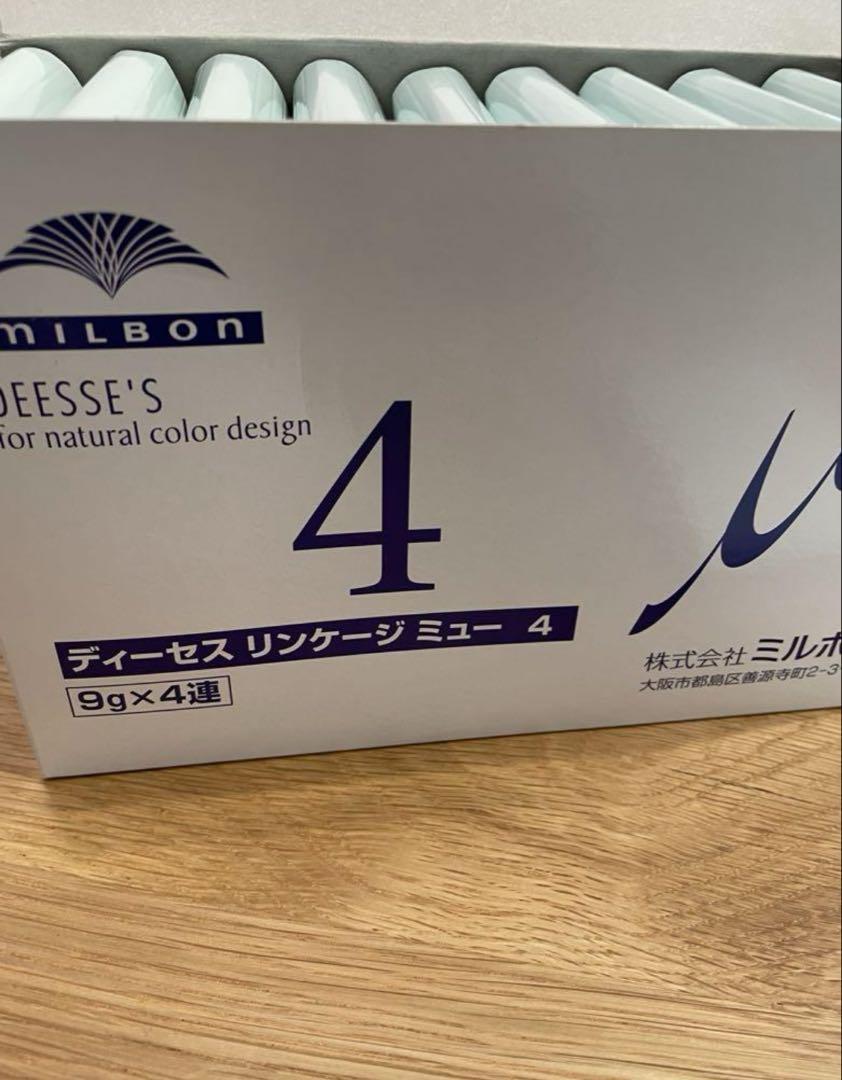 mILBON
DEESSE'S
for natural color design
4
μ
ディーセス リンケージ ミュー 4
9g×4連
株式会社 ミルボ
大阪市都島区善源寺町2-3-